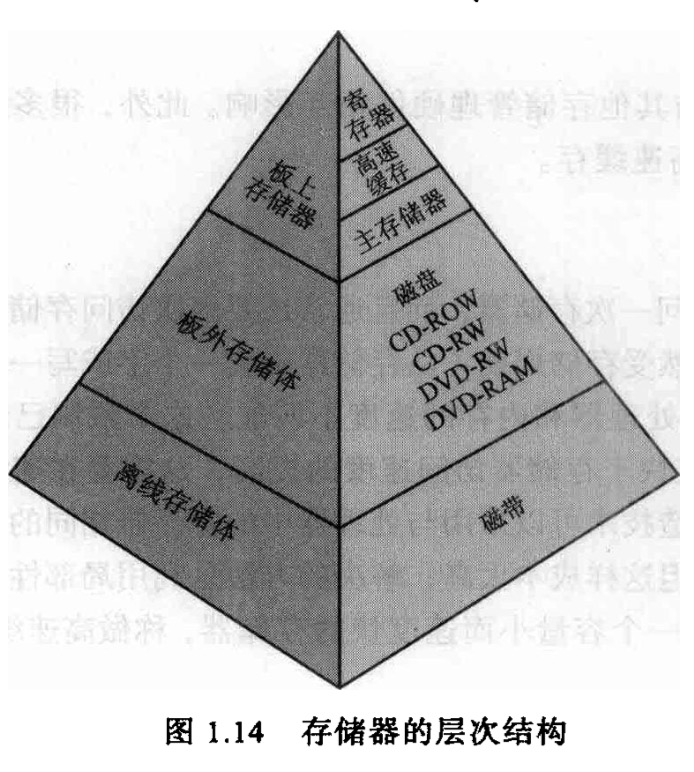 寄
存器
高速
缓存
主存储器
板上
存储器
磁盘
CD-ROW
CD-RW
DVD-RW
DVD-RAM
板外存储体
离线存储体
磁带
图 1.14 存储器的层次结构